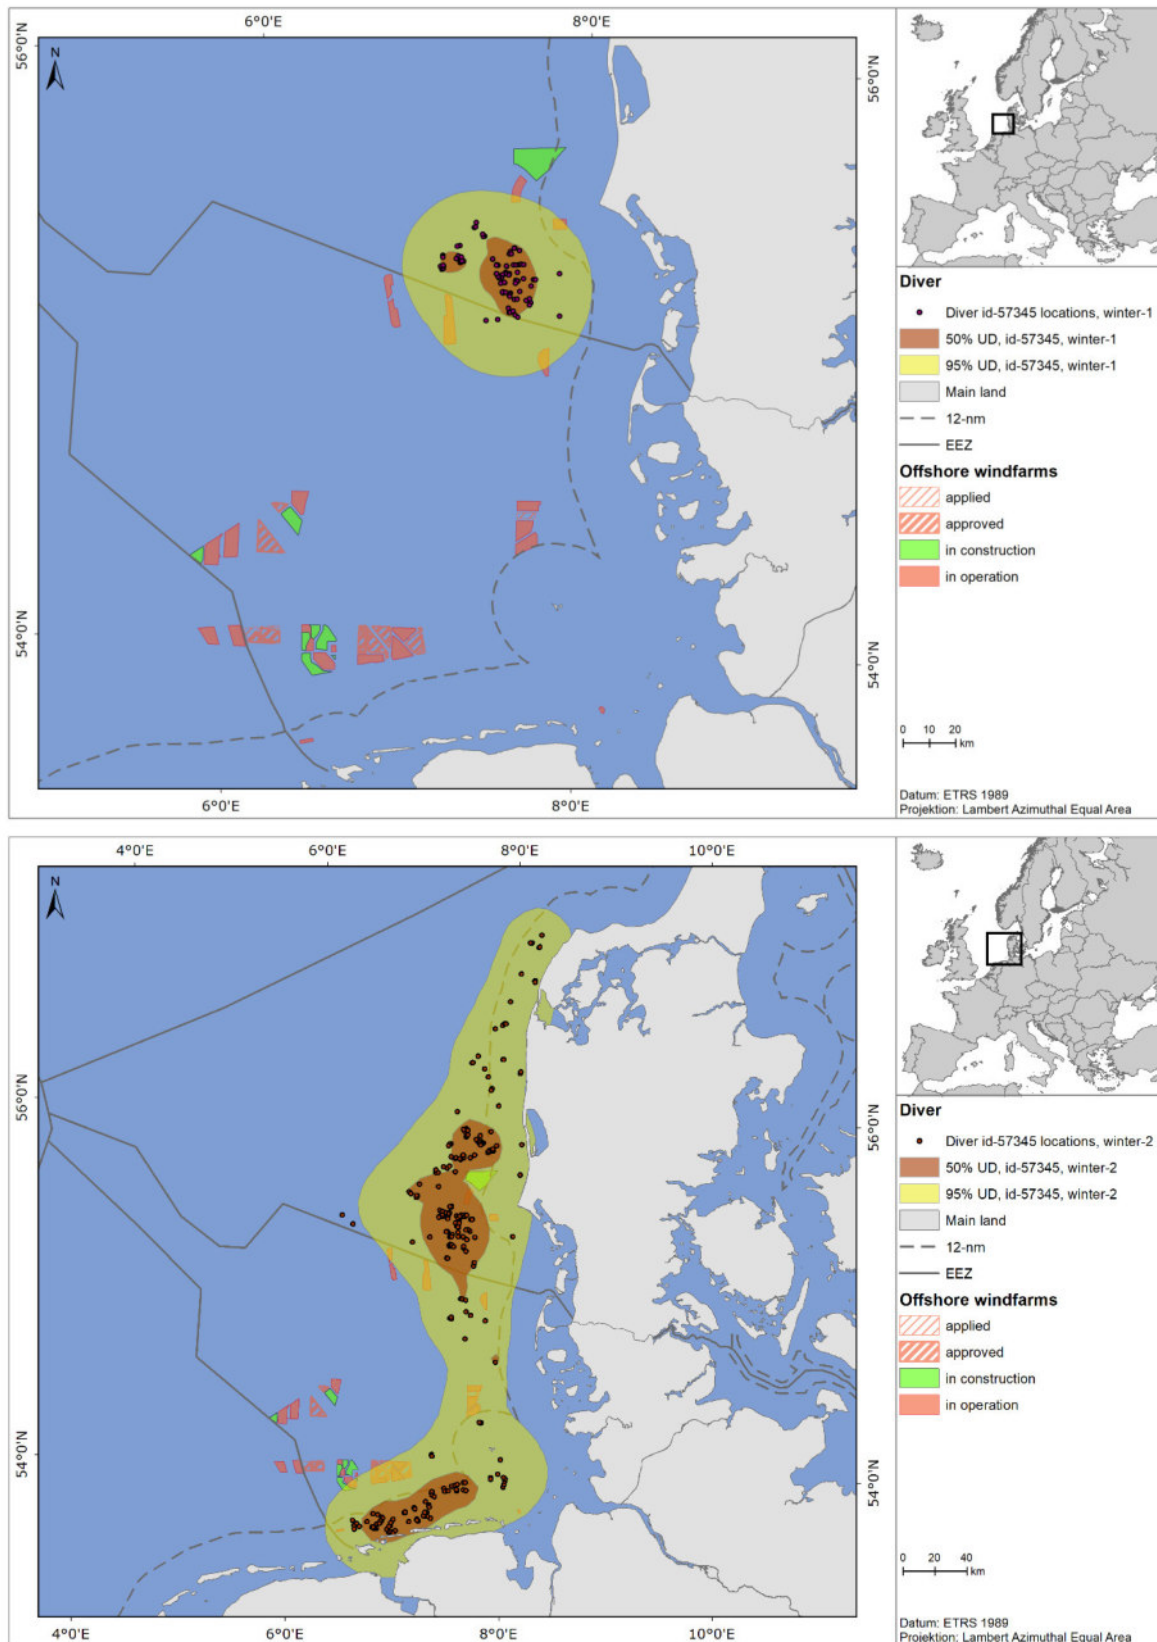 6°0'E 8°0'E
56°0'N
56°0'N
N
54°0'N
54°0'N
6°0'E 8°0'E
Diver
Diver id-57345 locations, winter-1
50% UD, id-57345, winter-1
95% UD, id-57345, winter-1
Main land
12-nm
EEZ
Offshore windfarms
applied
approved
in construction
in operation
0 10 20
km
Datum: ETRS 1989
Projektion: Lambert Azimuthal Equal Area
4°0'E 6°0'E 8°0'E 10°0'E
N
56°0'N
56°0'N
54°0'N
54°0'N
4°0'E 6°0'E 8°0'E 10°0'E
Diver
Diver id-57345 locations, winter-2
50% UD, id-57345, winter-2
95% UD, id-57345, winter-2
Main land
12-nm
EEZ
Offshore windfarms
applied
approved
in construction
in operation
0 20 40
km
Datum: ETRS 1989
Projektion: Lambert Azimuthal Equal Area